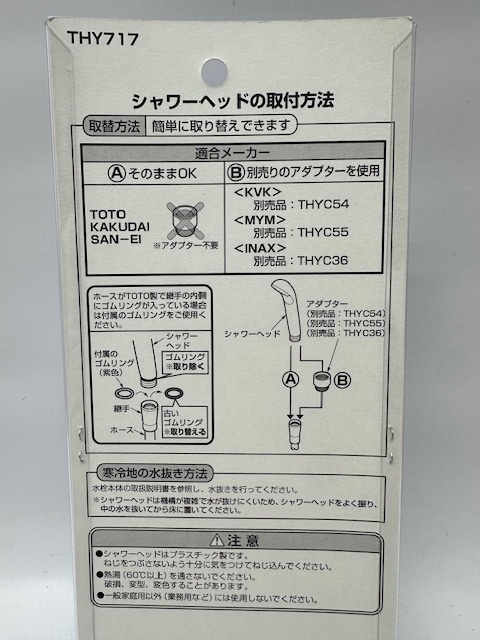 THY717
シャワーヘッドの取付方法
取替方法 簡単に取り替えできます
適合メーカー
Ⓐそのまま OK
TOTO
KAKUDAI
SAN-EI
※アダプター不要
Ⓑ別売りのアダプターを使用
<KVK>
別売品：THYC54
<MYM>
別売品：THYC55
<INAX>
別売品：THYC36
ホースがTOTO製で継手の内側
にゴムリングが入っている場合
は付属のゴムリングをご使用く
ださい。
シャワー
ヘッド
付属の
ゴムリング
(紫色)
ゴムリング
※取り除く
継手
ホース
古い
ゴムリング
※取り替える
シャワーヘッド
アダプター
(別売品：THYC54)
(別売品：THYC55)
(別売品：THYC36)
Ⓐ
Ⓑ
寒冷地の水抜き方法
水栓本体の取扱説明書を参照し、水抜きを行ってください。
※シャワーヘッドは機構が複雑で水が抜けにくいため、シャワーヘッドをよく振り、
中の水を抜いてから床に置いてください。
⚠注意
●シャワーヘッドはプラスチック製です。
ねじをつぶさないよう十分に気をつけてねじ込んでください。
●熱湯(60℃以上)を通さないでください。
破損、変型、変色することがあります。
●一般家庭用以外(業務用など)には使用しないでください。